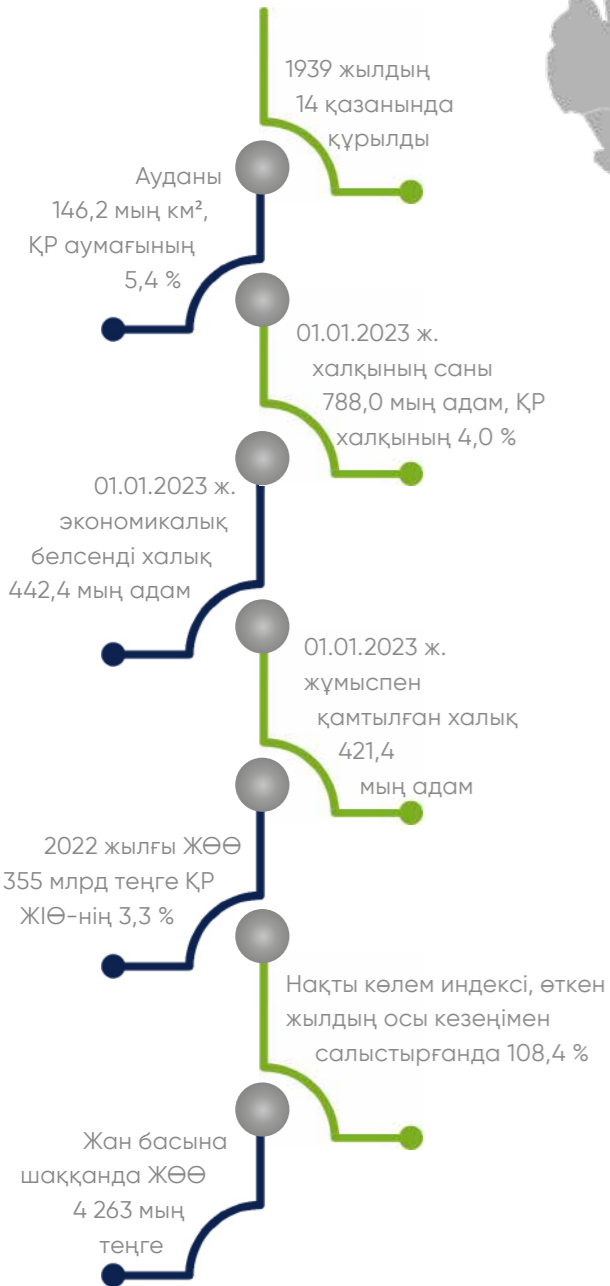 1939 жылдың
14 қазанында
құрылды
Ауданы
146,2 мың км²,
ҚР аумағының
5,4 %
01.01.2023 ж.
халқының саны
788,0 мың адам, ҚР
халқының 4,0 %
01.01.2023 ж.
экономикалық
белсенді халық
442,4 мың адам
01.01.2023 ж.
жұмыспен
қамтылған халық
421,4
мың адам
2022 жылғы ЖӨӨ
355 млрд теңге ҚР
ЖІӨ-нің 3,3 %
Нақты көлем индексі, өткен
жылдың осы кезеңімен
салыстырғанда 108,4 %
Жан басына
шаққанда ЖӨӨ
4 263 мың
теңге